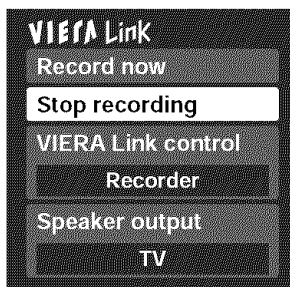 VIERA Link
Record now
Stop recording
VIERA Link control
Recorder
Speaker output
TV